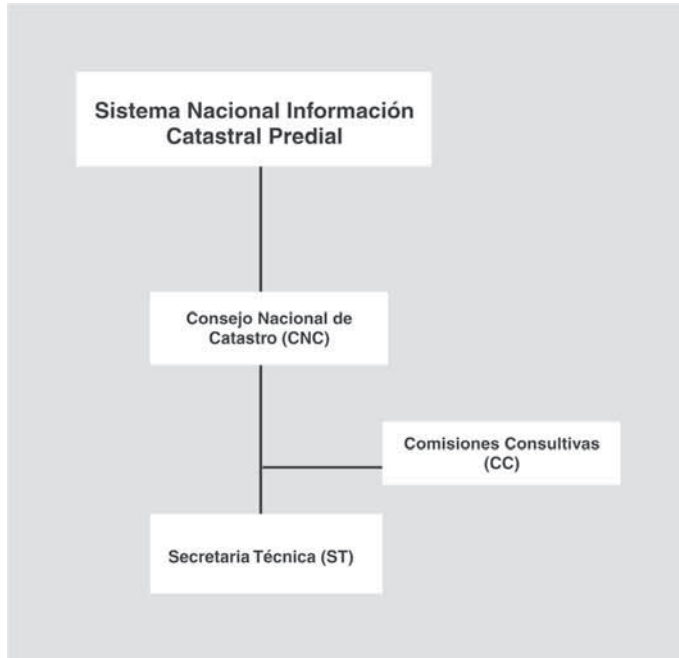 Sistema Nacional Información
Catastral Predial
Consejo Nacional de
Catastro (CNC)
Comisiones Consultivas
(CC)
Secretaria Técnica (ST)